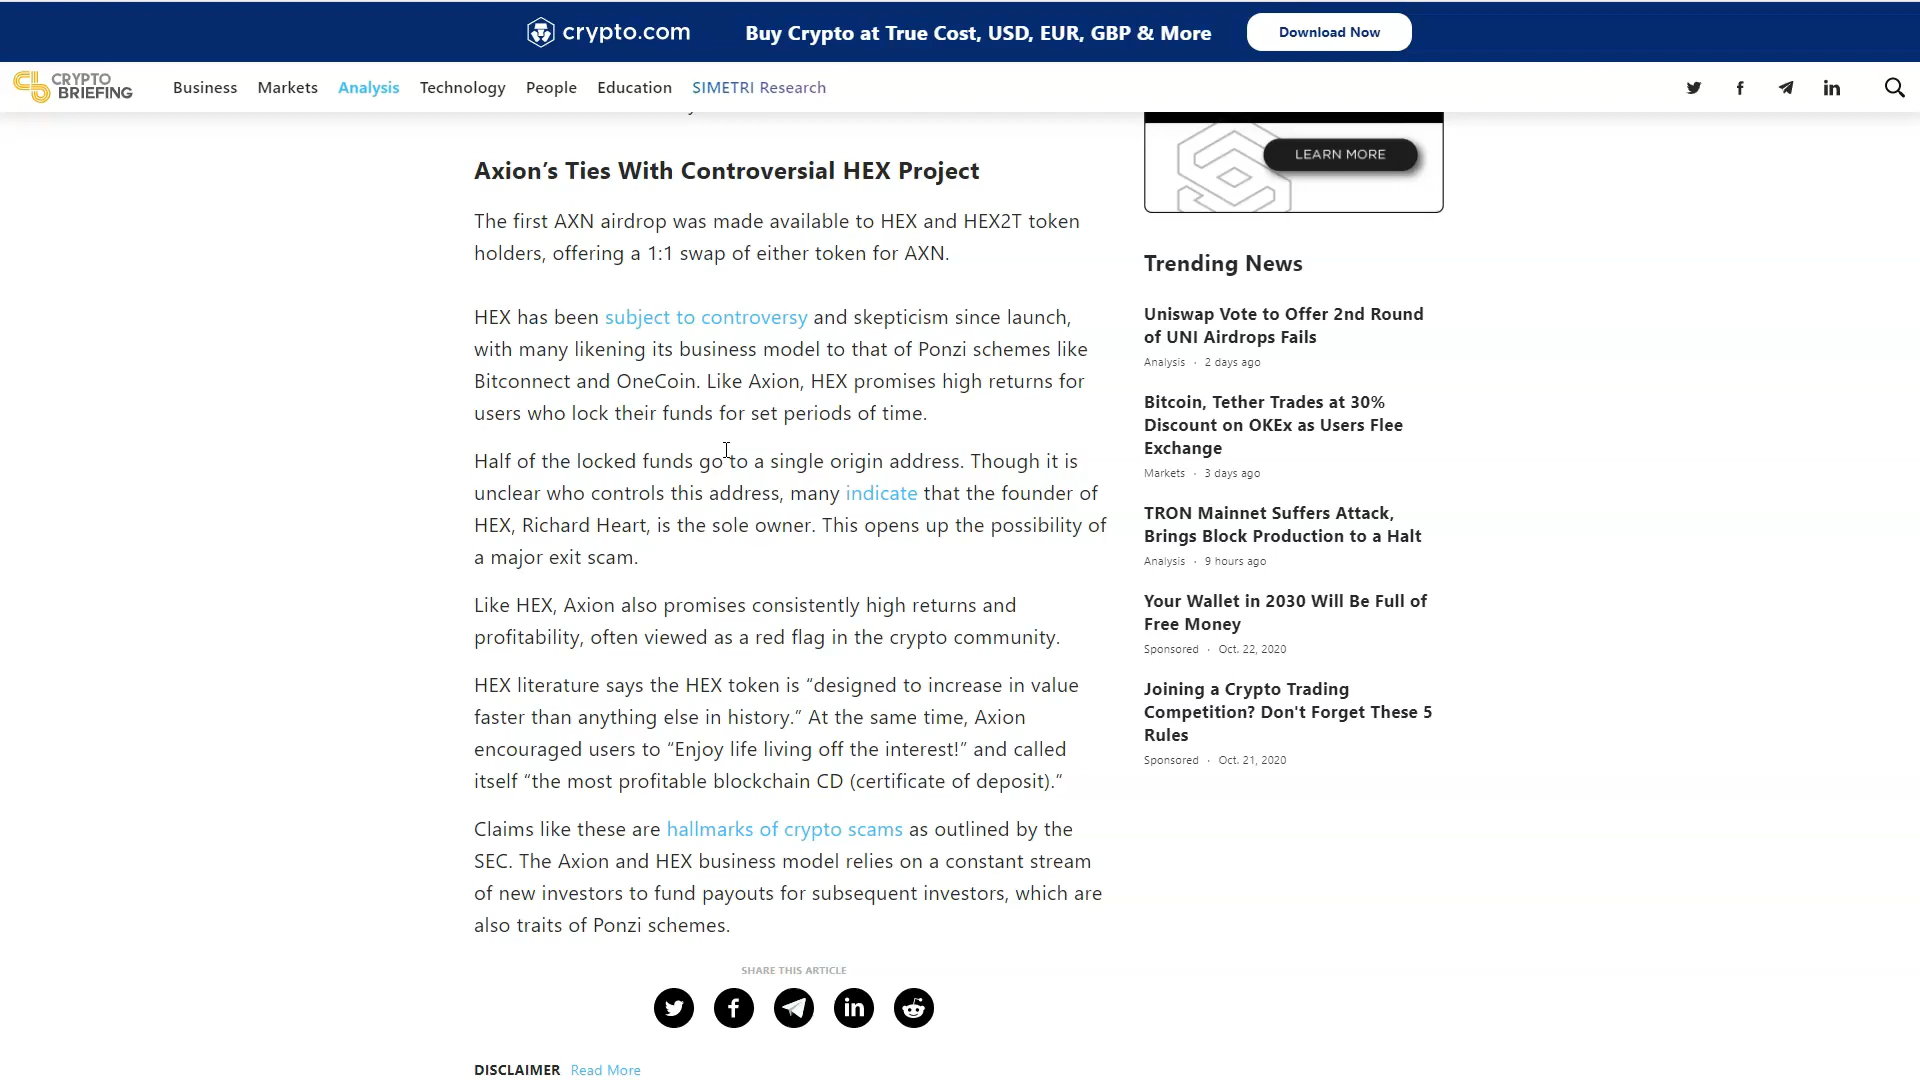 crypto.com
Buy Crypto at True Cost, USD, EUR, GBP & More
Download Now
CRYPTO
BRIEFING
Business
Markets
Analysis
Technology
People
Education
SIMETRI Research
Axion’s Ties With Controversial HEX Project
The first AXN airdrop was made available to HEX and HEX2T token
holders, offering a 1:1 swap of either token for AXN.
HEX has been subject to controversy and skepticism since launch,
with many likening its business model to that of Ponzi schemes like
Bitconnect and OneCoin. Like Axion, HEX promises high returns for
users who lock their funds for set periods of time.
Half of the locked funds go to a single origin address. Though it is
unclear who controls this address, many indicate that the founder of
HEX, Richard Heart, is the sole owner. This opens up the possibility of
a major exit scam.
Like HEX, Axion also promises consistently high returns and
profitability, often viewed as a red flag in the crypto community.
HEX literature says the HEX token is “designed to increase in value
faster than anything else in history.” At the same time, Axion
encouraged users to “Enjoy life living off the interest!” and called
itself “the most profitable blockchain CD (certificate of deposit).“
Claims like these are hallmarks of crypto scams as outlined by the
SEC. The Axion and HEX business model relies on a constant stream
of new investors to fund payouts for subsequent investors, which are
also traits of Ponzi schemes.
SHARE THIS ARTICLE
DISCLAIMER Read More
LEARN MORE
Trending News
Uniswap Vote to Offer 2nd Round
of UNI Airdrops Fails
Analysis · 2 days ago
Bitcoin, Tether Trades at 30%
Discount on OKEx as Users Flee
Exchange
Markets · 3 days ago
TRON Mainnet Suffers Attack,
Brings Block Production to a Halt
Analysis · 9 hours ago
Your Wallet in 2030 Will Be Full of
Free Money
Sponsored · Oct. 22, 2020
Joining a Crypto Trading
Competition? Don't Forget These 5
Rules
Sponsored · Oct. 21, 2020